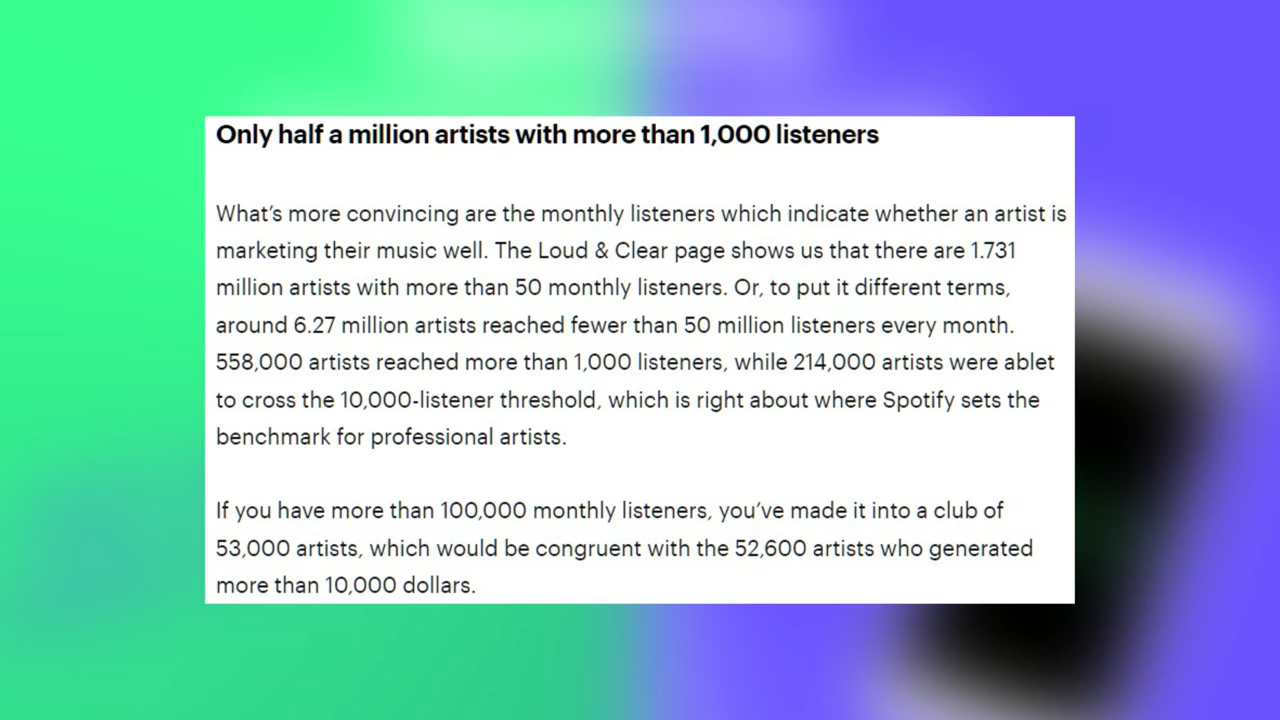 Only half a million artists with more than 1,000 listeners
What's more convincing are the monthly listeners which indicate whether an artist is
marketing their music well. The Loud & Clear page shows us that there are 1.731
million artists with more than 50 monthly listeners. Or, to put it different terms,
around 6.27 million artists reached fewer than 50 million listeners every month.
558,000 artists reached more than 1,000 listeners, while 214,000 artists were ablet
to cross the 10,000-listener threshold, which is right about where Spotify sets the
benchmark for professional artists.
If you have more than 100,000 monthly listeners, you've made it into a club of
53,000 artists, which would be congruent with the 52,600 artists who generated
more than 10,000 dollars.